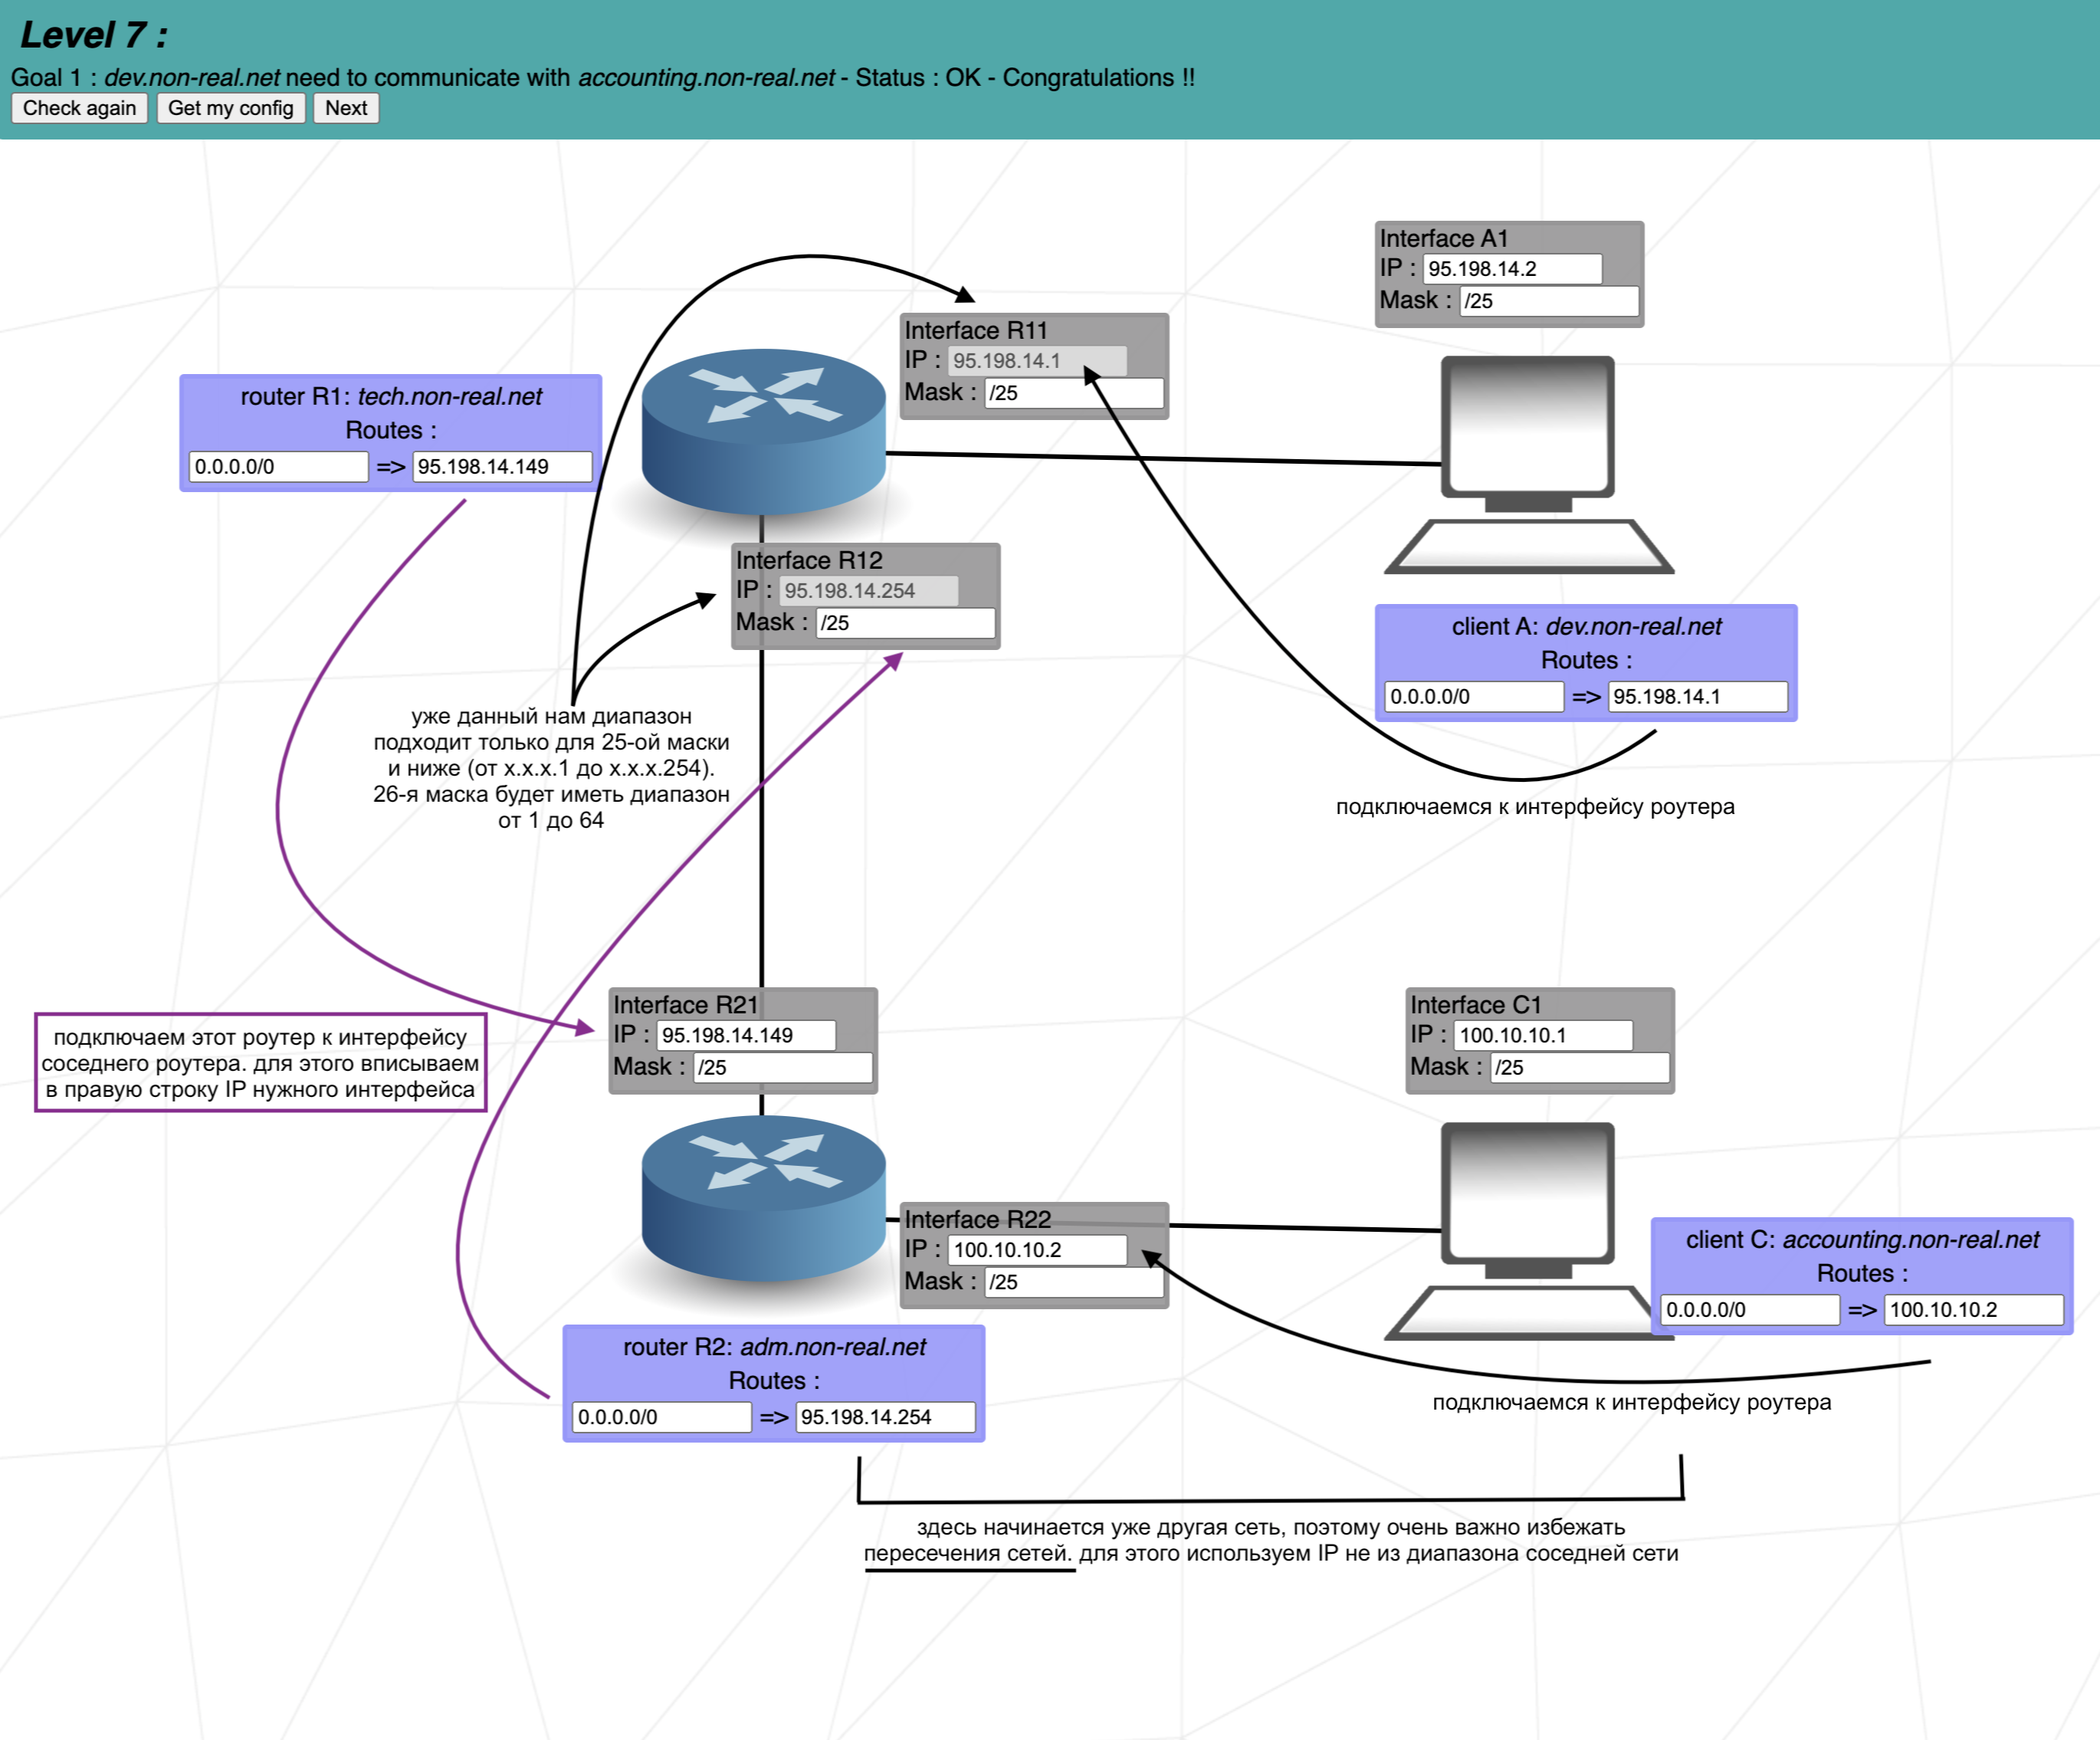 Level 7 :
Goal 1 : dev.non-real.net need to communicate with accounting.non-real.net - Status : OK - Congratulations !!
Check again
Get my config
Next
Interface A1
IP : 95.198.14.2
Mask : /25
Interface R11
IP : 95.198.14.1
Mask : /25
router R1: tech.non-real.net
Routes :
0.0.0.0/0 => 95.198.14.149
Interface R12
IP : 95.198.14.254
Mask : /25
client A: dev.non-real.net
Routes :
0.0.0.0/0 => 95.198.14.1
уже данный нам диапазон
подходит только для 25-ой маски
и ниже (от x.x.x.1 до x.x.x.254).
26-я маска будет иметь диапазон
от 1 до 64
подключаемся к интерфейсу роутера
Interface R21
IP : 95.198.14.149
Mask : /25
Interface C1
IP : 100.10.10.1
Mask : /25
подключаем этот роутер к интерфейсу
соседнего роутера. для этого вписываем
в правую строку IP нужного интерфейса
Interface R22
IP : 100.10.10.2
Mask : /25
client C: accounting.non-real.net
Routes :
0.0.0.0/0 => 100.10.10.2
router R2: adm.non-real.net
Routes :
0.0.0.0/0 => 95.198.14.254
подключаемся к интерфейсу роутера
здесь начинается уже другая сеть, поэтому очень важно избежать
пересечения сетей. для этого используем IP не из диапазона соседней сети